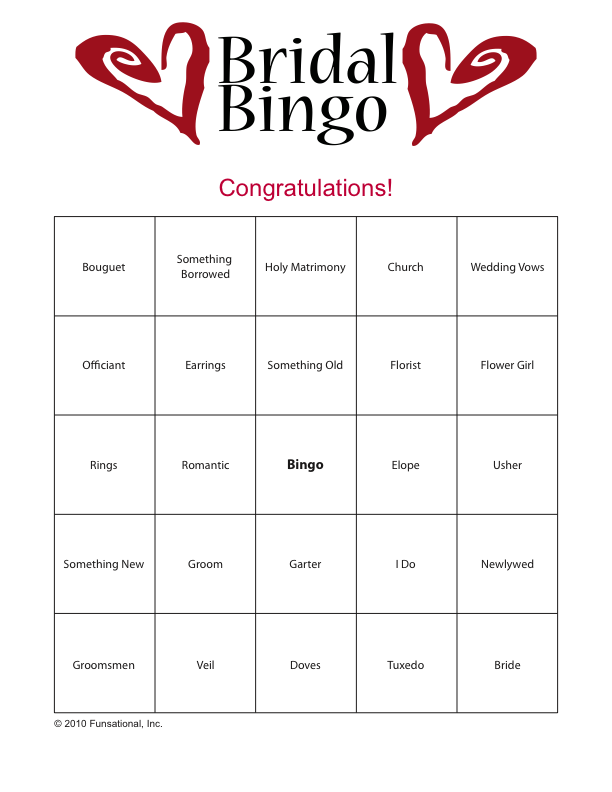 Bridal
Bingo
Congratulations!
Bouquet
Something
Borrowed
Holy Matrimony
Church
Wedding Vows
Officiant
Earrings
Something Old
Florist
Flower Girl
Rings
Romantic
Bingo
Elope
Usher
Something New
Groom
Garter
I Do
Newlywed
Groomsmen
Veil
Doves
Tuxedo
Bride
© 2010 Funsational, Inc.